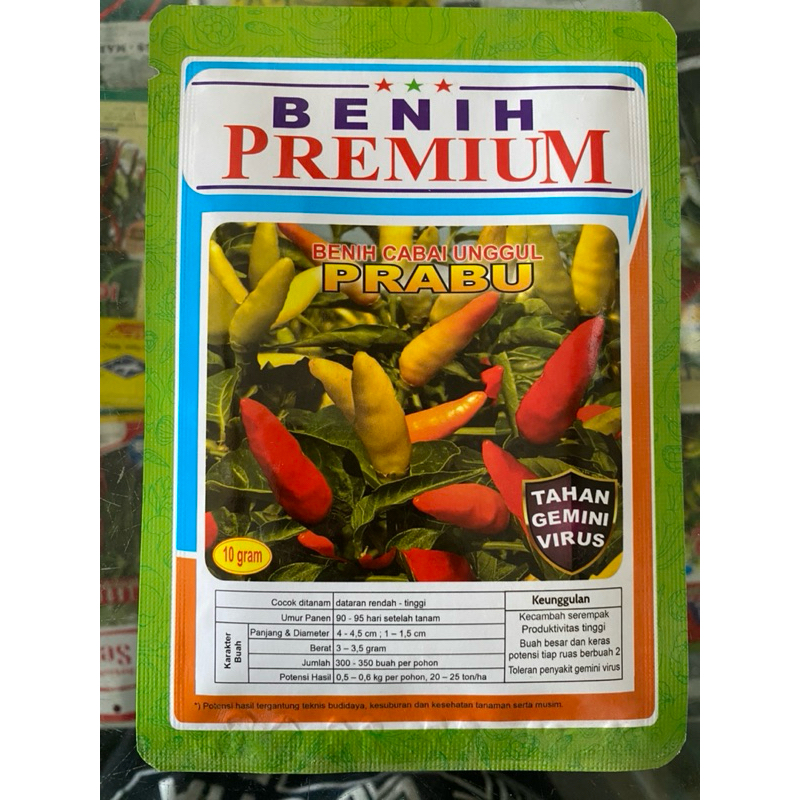 BENIH
PREMIUM
BENIH CABAI UNGGUL
PRABU
TAHAN
GEMINI
VIRUS
10 gram
Cocok ditanam dataran rendah - tinggi
Umur Panen 90 - 95 hari setelah tanam
Karakter Buah
Panjang & Diameter 4 - 4,5 cm ; 1 – 1,5 cm
Berat 3 – 3,5 gram
Jumlah 300 - 350 buah per pohon
Potensi Hasil 0,5 – 0,6 kg per pohon, 20 – 25 ton/ha
Keunggulan
Kecambah serempak
Produktivitas tinggi
Buah besar dan keras
potensi tiap ruas berbuah 2
Toleran penyakit gemini virus
*) Potensi hasil tergantung teknis budidaya, kesuburan dan kesehatan tanaman serta musim.